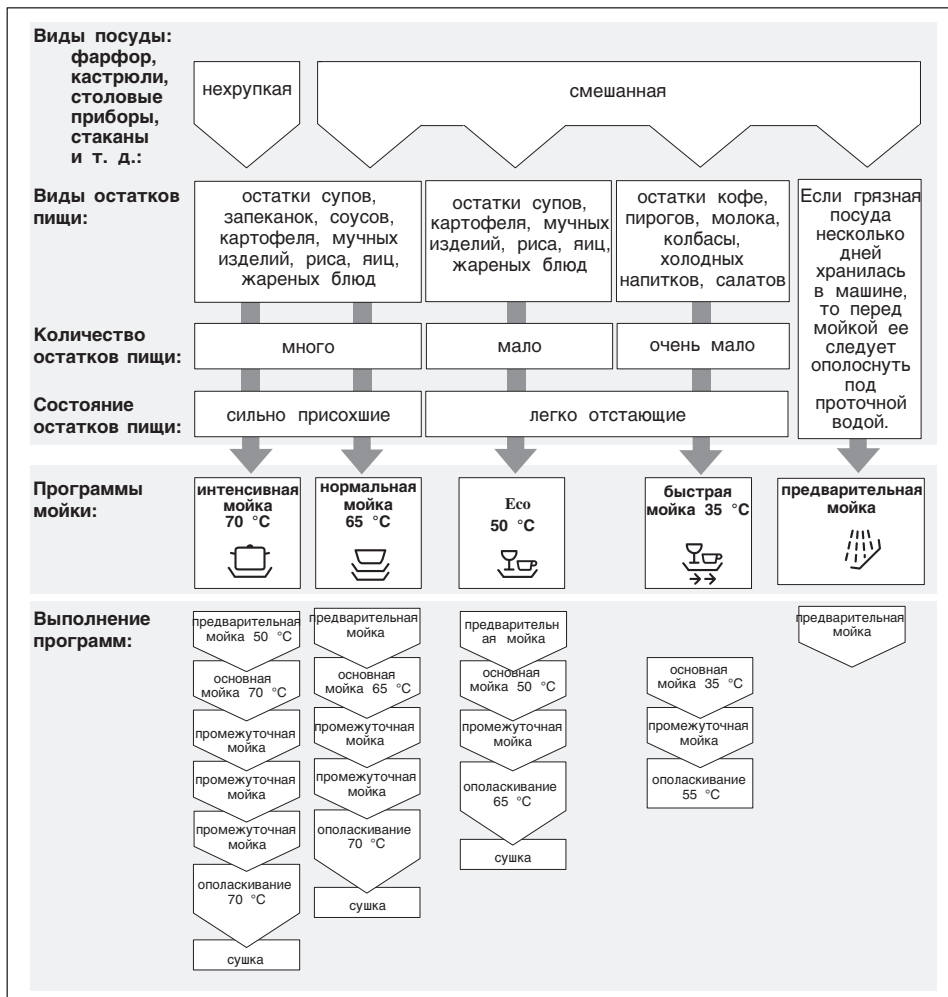 Виды посуды:
фарфор,
кастрюли,
столовые
приборы,
стаканы
и т. д.:
нехрупкая
смешанная
Виды остатков
пищи:
остатки супов,
запеканок, соусов,
картофеля, мучных
изделий, риса, яиц,
жареных блюд
остатки супов,
картофеля, мучных
изделий, риса, яиц,
жареных блюд
остатки кофе,
пирогов, молока,
колбасы,
холодных
напитков, салатов
Если грязная
посуда
несколько
дней
хранилась
в машине,
то перед
мойкой ее
следует
ополоснуть
под
проточной
водой.
Количество
остатков пищи:
много
мало
очень мало
Состояние
остатков пищи:
сильно присохшие
легко отстающие
Программы
мойки:
интенсивная
мойка
70 °C
нормальная
мойка
65 °C
Eco
50 °C
быстрая
мойка 35 °C
предварительная
мойка
Выполнение
программ:
предварительная
мойка 50 °C
основная
мойка 70 °C
промежуточная
мойка
промежуточная
мойка
промежуточная
мойка
ополаскивание
70 °C
сушка
предварительная
мойка
основная
мойка 65 °C
промежуточная
мойка
промежуточная
мойка
ополаскивание
70 °C
сушка
предварительн
ая мойка
основная
мойка 50 °C
промежуточная
мойка
ополаскивание
65 °C
сушка
основная
мойка 35 °C
промежуточная
мойка
ополаскивание
55 °C
предварительная
мойка